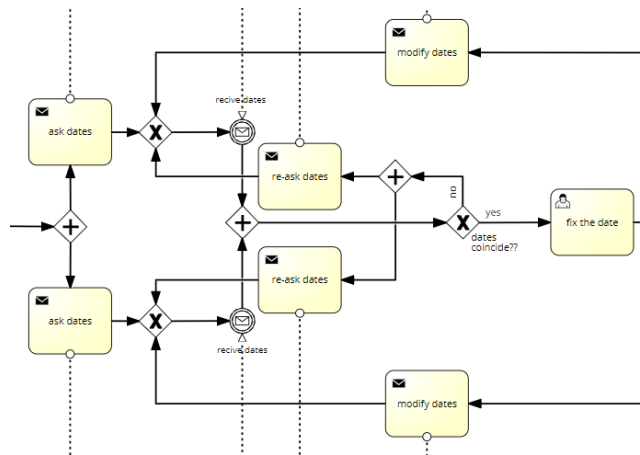 modify dates
recive dates
ask dates
re-ask dates
no
yes
fix the date
dates
coincide??
re-ask dates
ask dates
recive dates
modify dates